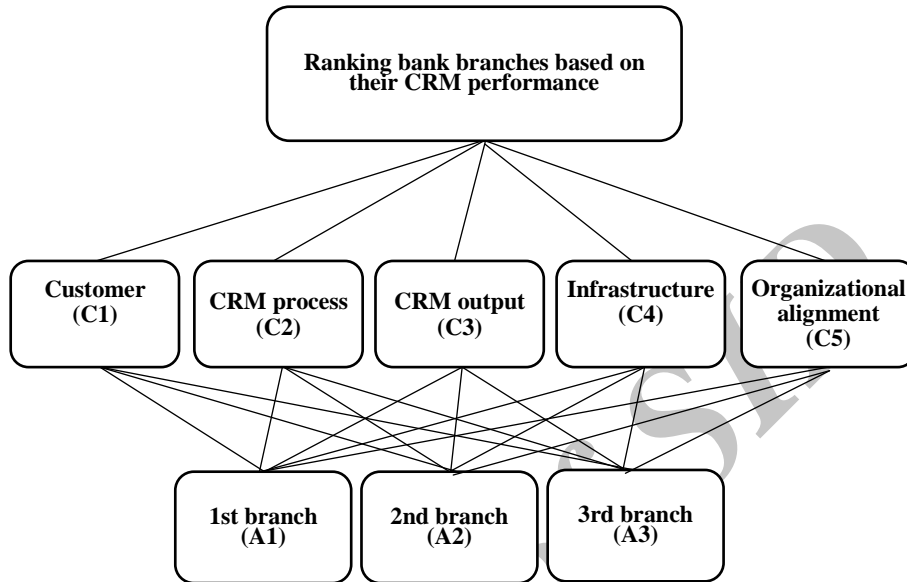 Ranking bank branches based on
their CRM performance
Customer
(C1)
CRM process
(C2)
CRM output
(C3)
Infrastructure
(C4)
Organizational
alignment
(C5)
1st branch
(A1)
2nd branch
(A2)
3rd branch
(A3)